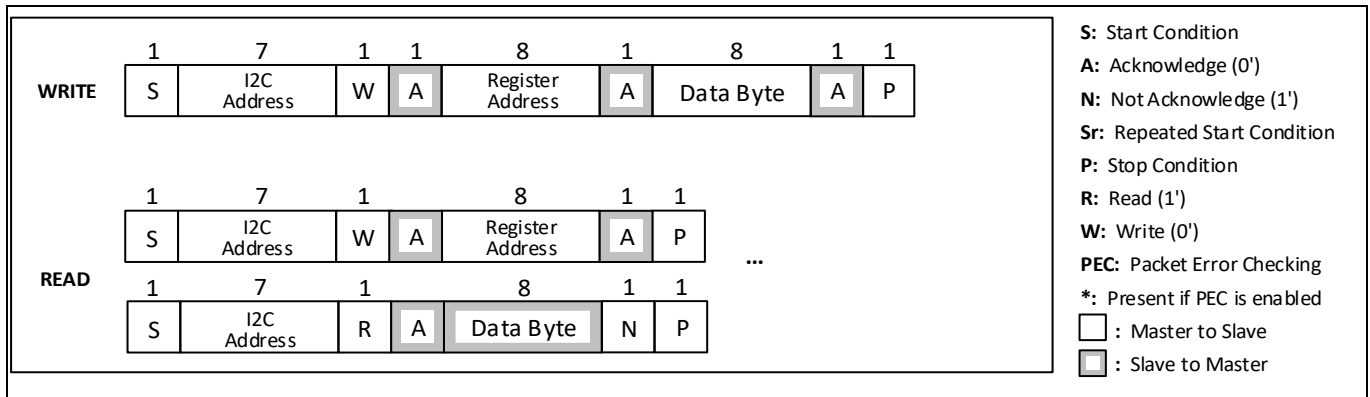 1 7 1 1 8 1 8 1 1
WRITE S I2C Address W A Register Address A Data Byte A P
1 7 1 8 1 1
S I2C Address W A Register Address A P
...
READ
1 7 1 8 1 1
S I2C Address R A Data Byte N P
S: Start Condition
A: Acknowledge (0')
N: Not Acknowledge (1')
Sr: Repeated Start Condition
P: Stop Condition
R: Read (1')
W: Write (0')
PEC: Packet Error Checking
*: Present if PEC is enabled
: Master to Slave
: Slave to Master